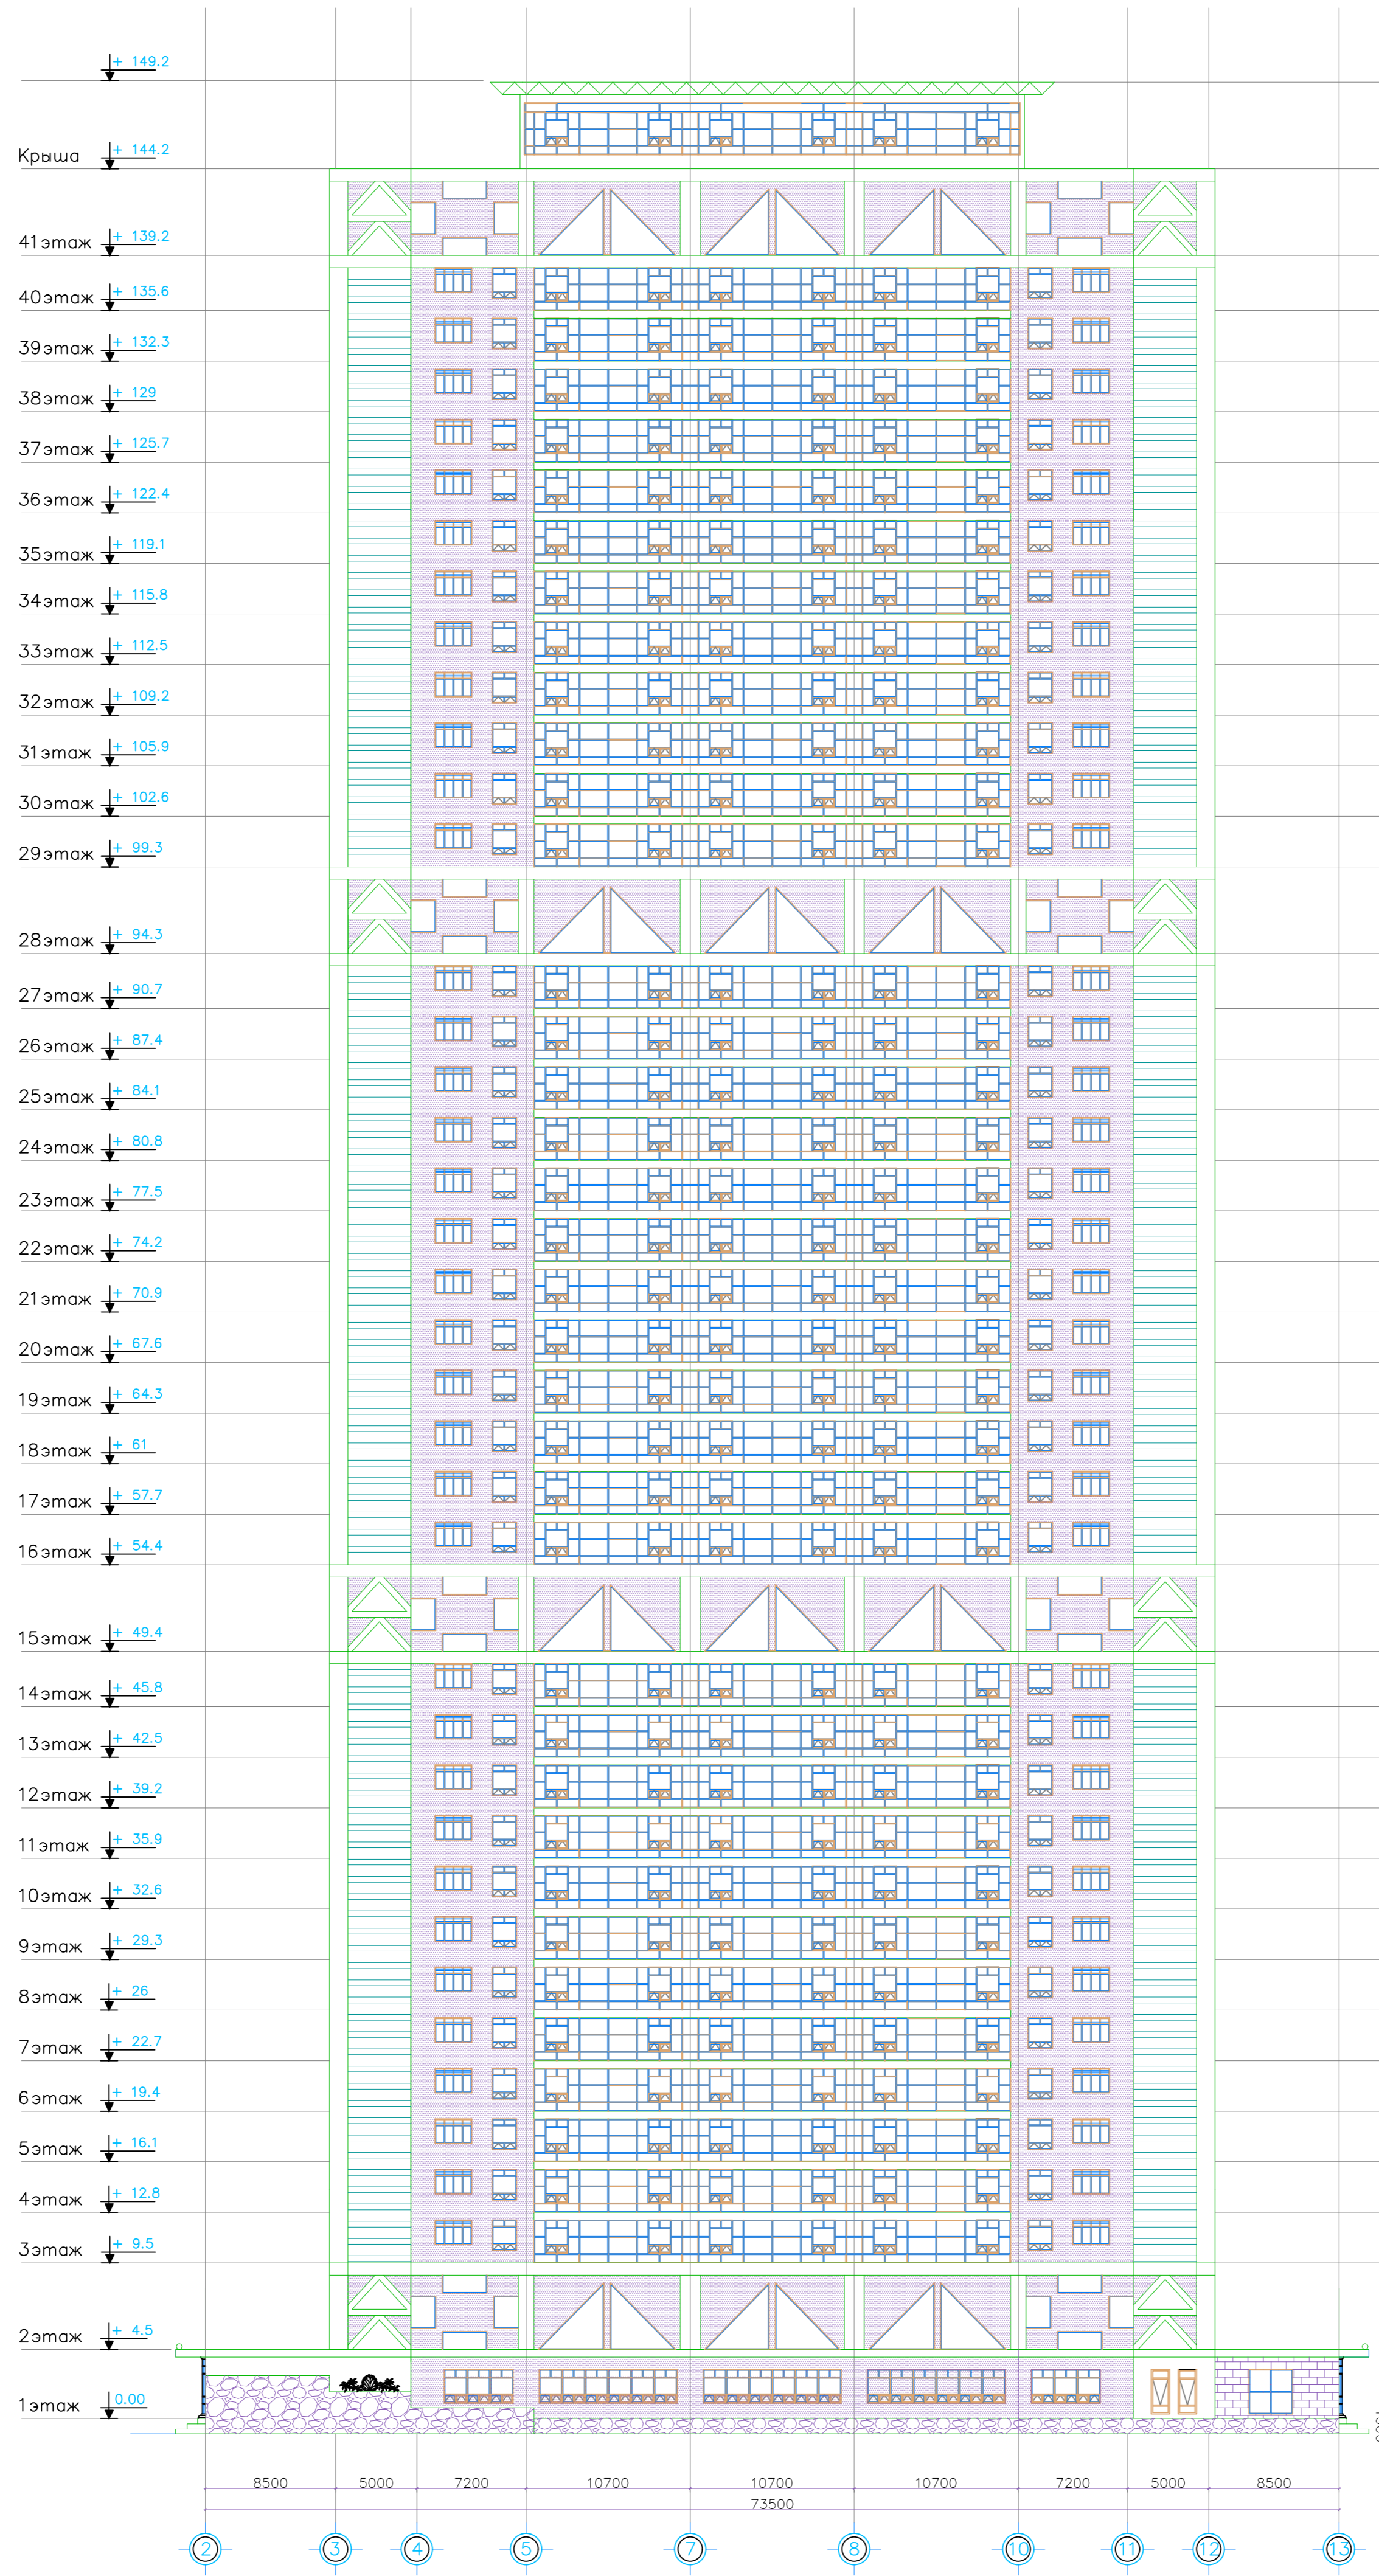 + 149.2
Крыша + 144.2
41этаж + 139.2
40этаж + 135.6
39этаж + 132.3
38этаж + 129
37этаж + 125.7
36этаж + 122.4
35этаж + 119.1
34этаж + 115.8
33этаж + 112.5
32этаж + 109.2
31этаж + 105.9
30этаж + 102.6
29этаж + 99.3
28этаж + 94.3
27этаж + 90.7
26этаж + 87.4
25этаж + 84.1
24этаж + 80.8
23этаж + 77.5
22этаж + 74.2
21этаж + 70.9
20этаж + 67.6
19этаж + 64.3
18этаж + 61
17этаж + 57.7
16этаж + 54.4
15этаж + 49.4
14этаж + 45.8
13этаж + 42.5
12этаж + 39.2
11этаж + 35.9
10этаж + 32.6
9этаж + 29.3
8этаж + 26
7этаж + 22.7
6этаж + 19.4
5этаж + 16.1
4этаж + 12.8
3этаж + 9.5
2этаж + 4.5
1этаж 0.00
8500 5000 7200 10700 10700 10700 7200 5000 8500
73500
2 3 4 5 7 8 10 11 12 13